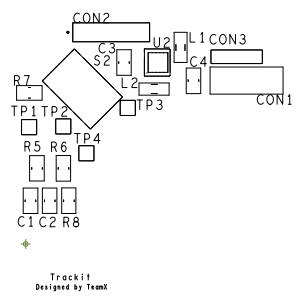 CON2
U2
L1
CON3
C3
S2
C4
L2
R7
CON1
TP3
TP1
TP2
TP4
R5
R6
C1
C2
R8
Trackit
Designed by TeamX